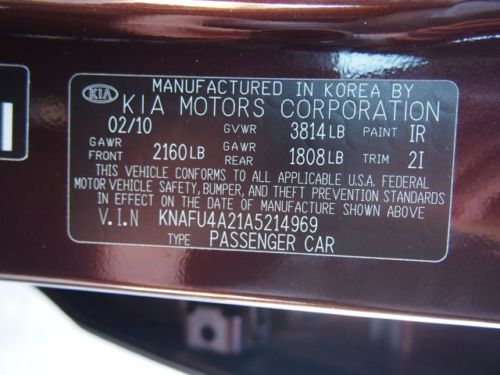 MANUFACTURED IN KOREA BY
KIA KIA MOTORS CORPORATION
02/10 GVWR 3814LB PAINT IR
GAWR FRONT 2160LB GAWR REAR 1808LB TRIM 2I
THIS VEHICLE CONFORMS TO ALL APPLICABLE U.S.A. FEDERAL
MOTOR VEHICLE SAFETY, BUMPER, AND THEFT PREVENTION STANDARDS
IN EFFECT ON THE DATE OF MANUFACTURE SHOWN ABOVE
V.I.N KNAFU4A21A5214969
TYPE PASSENGER CAR